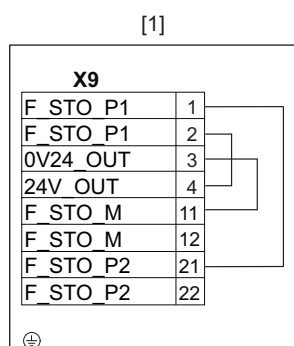 [1]
X9
F_STO_P1 1
F_STO_P1 2
0V24_OUT 3
24V_OUT 4
F_STO_M 11
F_STO_M 12
F_STO_P2 21
F_STO_P2 22